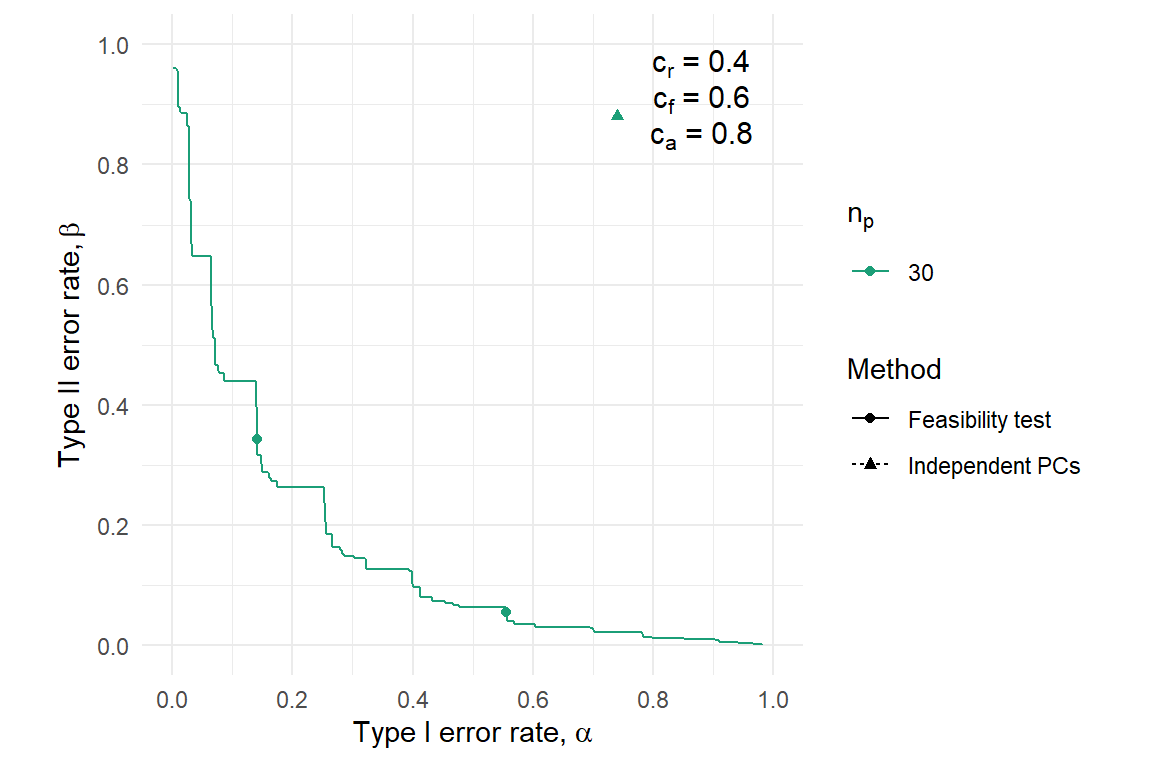 1.0
0.8
0.6
0.4
0.2
0.0
Type II error rate, β
0.0 0.2 0.4 0.6 0.8 1.0
Type I error rate, α
c_r = 0.4
c_f = 0.6
c_a = 0.8
n_p
30
Method
Feasibility test
Independent PCs